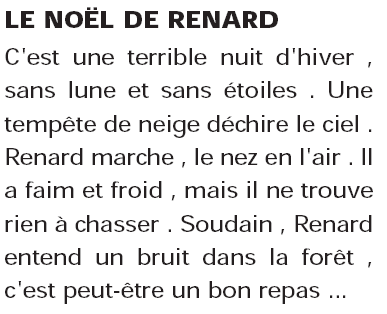 LE NOËL DE RENARD
C'est une terrible nuit d'hiver ,
sans lune et sans étoiles . Une
tempête de neige déchire le ciel .
Renard marche , le nez en l'air . Il
a faim et froid , mais il ne trouve
rien à chasser . Soudain , Renard
entend un bruit dans la forêt ,
c'est peut-être un bon repas ...